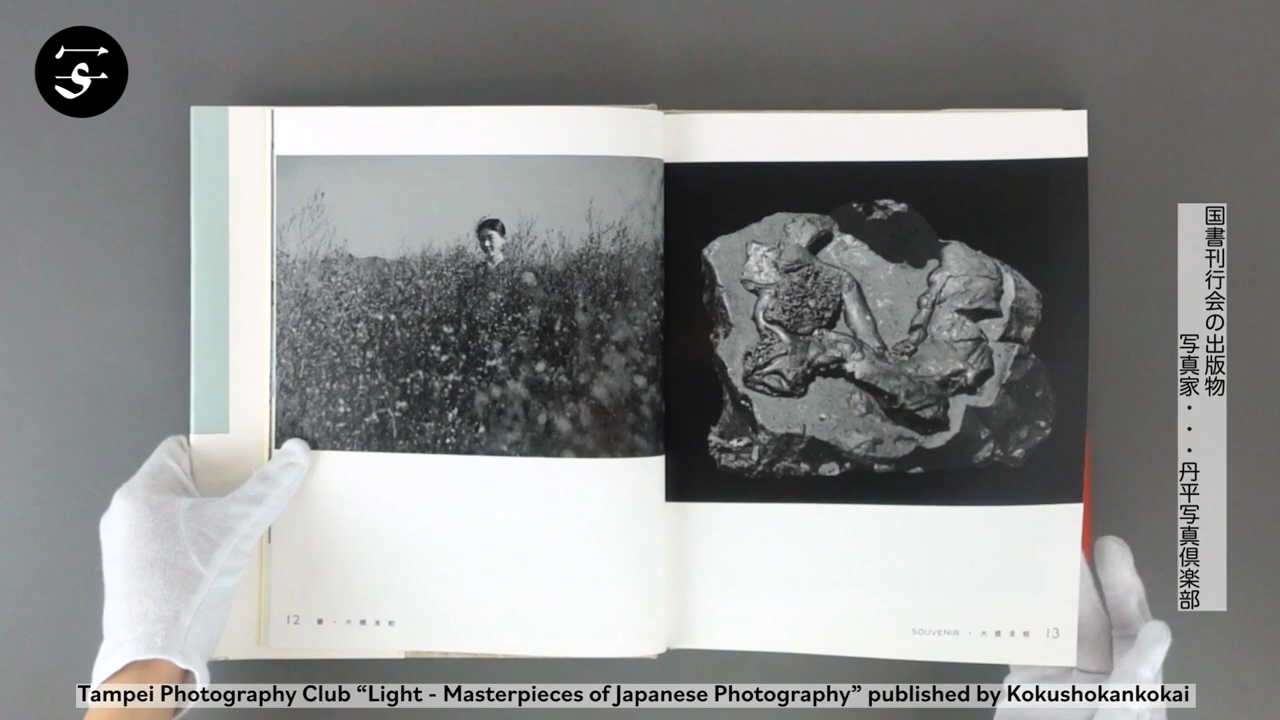 国書刊行会の出版物
写真家・・・丹平写真倶楽部
12
SOUVENIR
13
Tampei Photography Club “Light - Masterpieces of Japanese Photography” published by Kokushokankokai